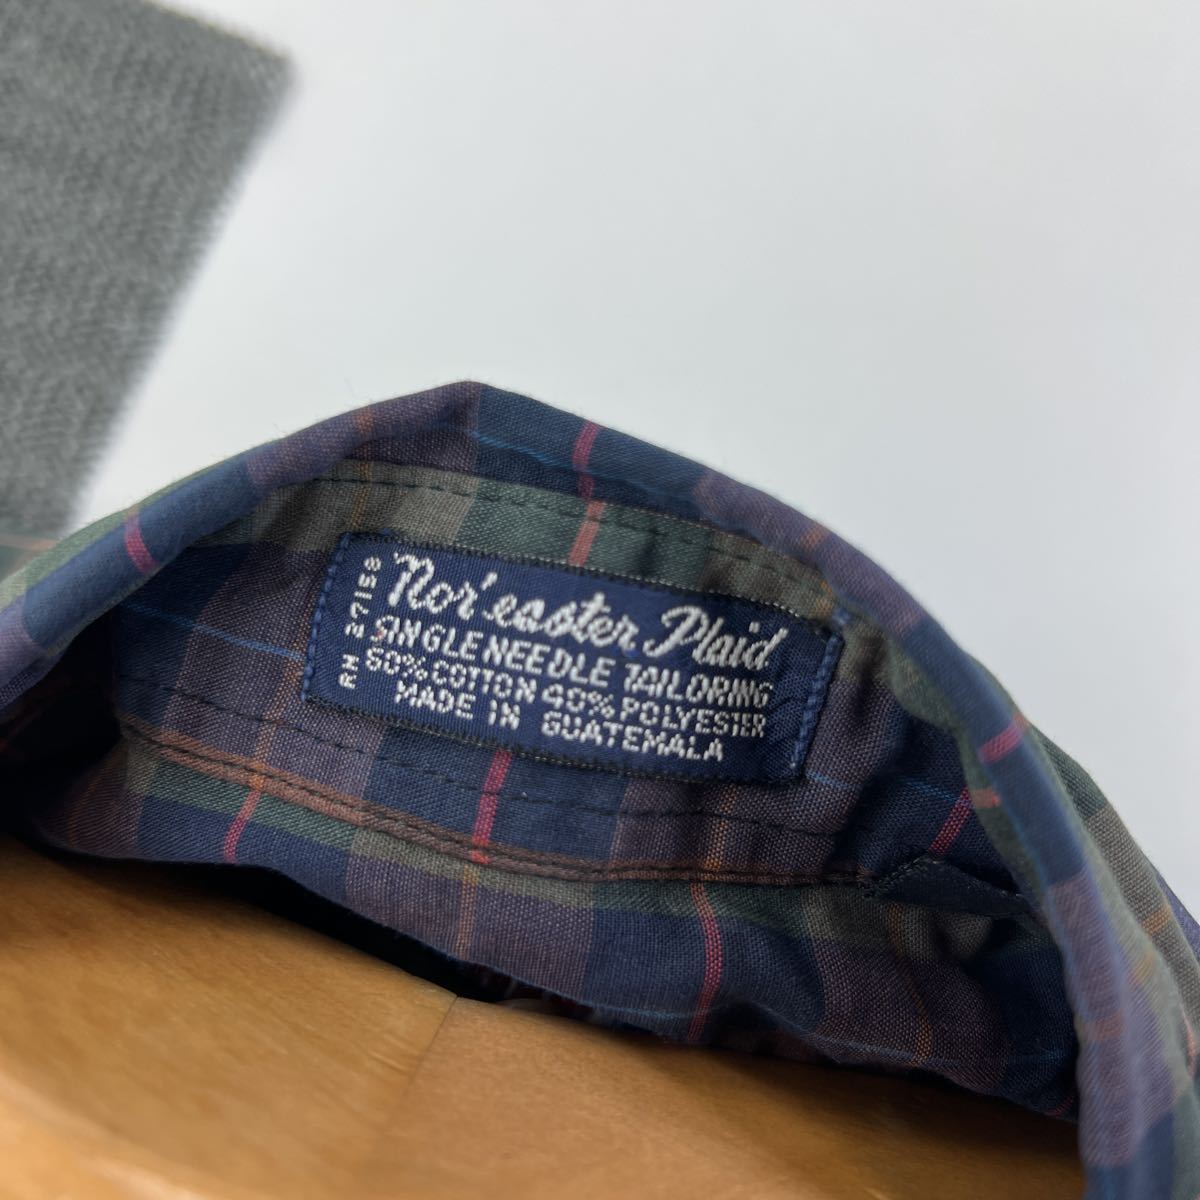 Nor'easter Plaid
SINGLE NEEDLE TAILORING
60% COTTON 40% POLYESTER
MADE IN GUATEMALA
RN 27158